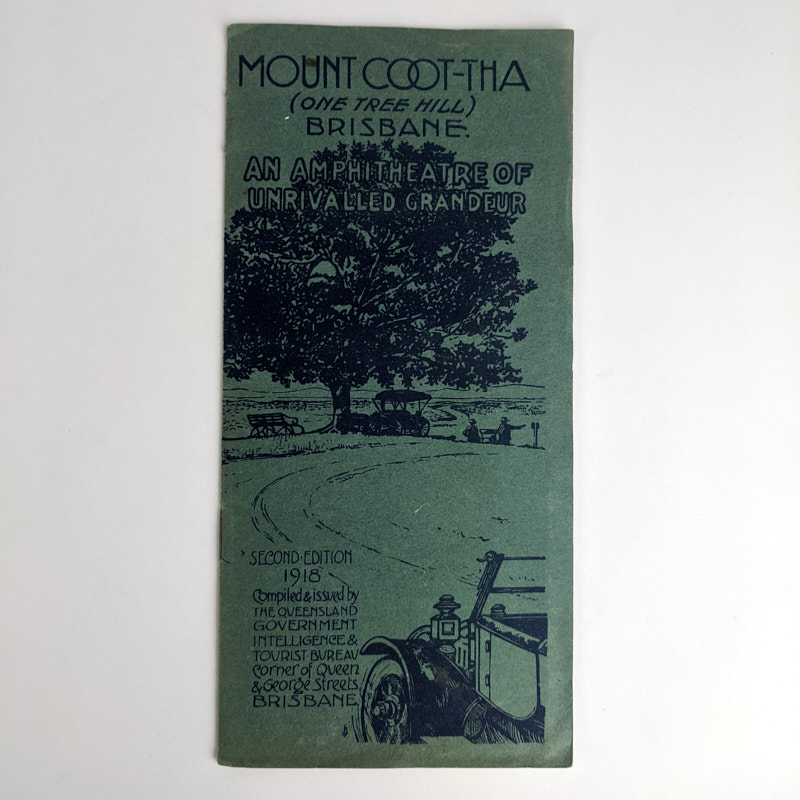 MOUNT COOT-THA
(ONE TREE HILL)
BRISBANE.
AN AMPHITHEATRE OF
UNRIVALLED GRANDEUR
SECOND·EDITION
1918
Compiled & issued by
THE QUEENSLAND
GOVERNMENT
INTELLIGENCE &
TOURIST BUREAU
Corner of Queen
& George Streets,
BRISBANE